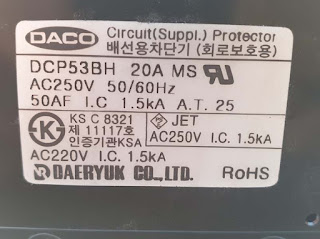 DACO Circuit(Suppl.) Protector
배선용차단기 (회로보호용)
DCP53BH 20A MS
AC250V 50/60Hz
50AF I.C 1.5kA A.T. 25
KS C 8321
제 11117호
인증기관KSA
JET
AC250V I.C. 1.5kA
AC220V I.C. 1.5kA
DAERYUK CO.,LTD. RoHS